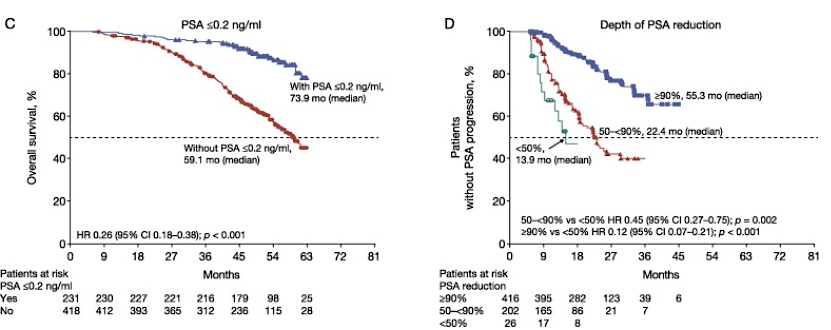 C
PSA ≤0.2 ng/ml
100
80
60
40
20
0
Overall survival, %
With PSA ≤0.2 ng/ml,
73.9 mo (median)
Without PSA ≤0.2 ng/ml,
59.1 mo (median)
HR 0.26 (95% CI 0.18–0.38); p < 0.001
0 9 18 27 36 45 54 63 72 81
Months
Patients at risk
PSA ≤0.2 ng/ml
Yes 231 230 227 221 216 179 98 25
No 418 412 393 365 312 236 115 28
D
Depth of PSA reduction
100
80
60
40
20
0
Patients
without PSA progression, %
≥90%, 55.3 mo (median)
50–<90%, 22.4 mo (median)
<50%,
13.9 mo (median)
50–<90% vs <50% HR 0.45 (95% CI 0.27–0.75); p = 0.002
≥90% vs <50% HR 0.12 (95% CI 0.07–0.21); p < 0.001
0 9 18 27 36 45 54 63 72 81
Months
Patients at risk
PSA reduction
≥90% 416 395 282 123 39 6
50–<90% 202 165 86 21 7
<50% 26 17 8